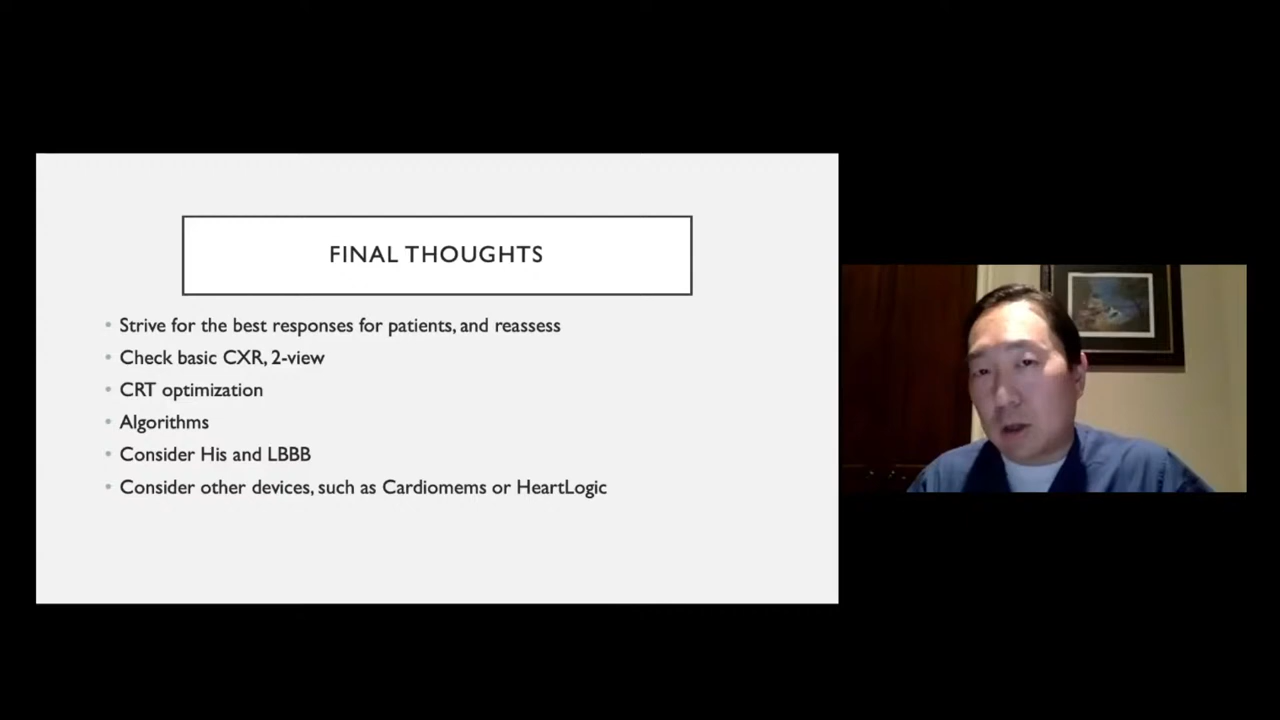 FINAL THOUGHTS
Strive for the best responses for patients, and reassess
Check basic CXR, 2-view
CRT optimization
Algorithms
Consider His and LBBB
Consider other devices, such as Cardiomems or HeartLogic